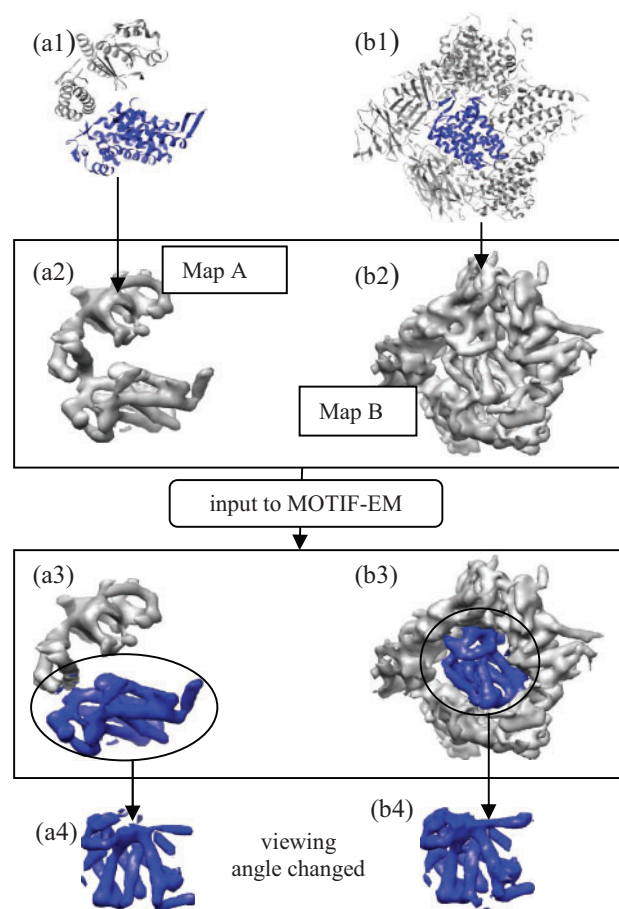 (a1)
(b1)
(a2)
Map A
(b2)
Map B
input to MOTIF-EM
(a3)
(b3)
(a4)
viewing
angle changed
(b4)